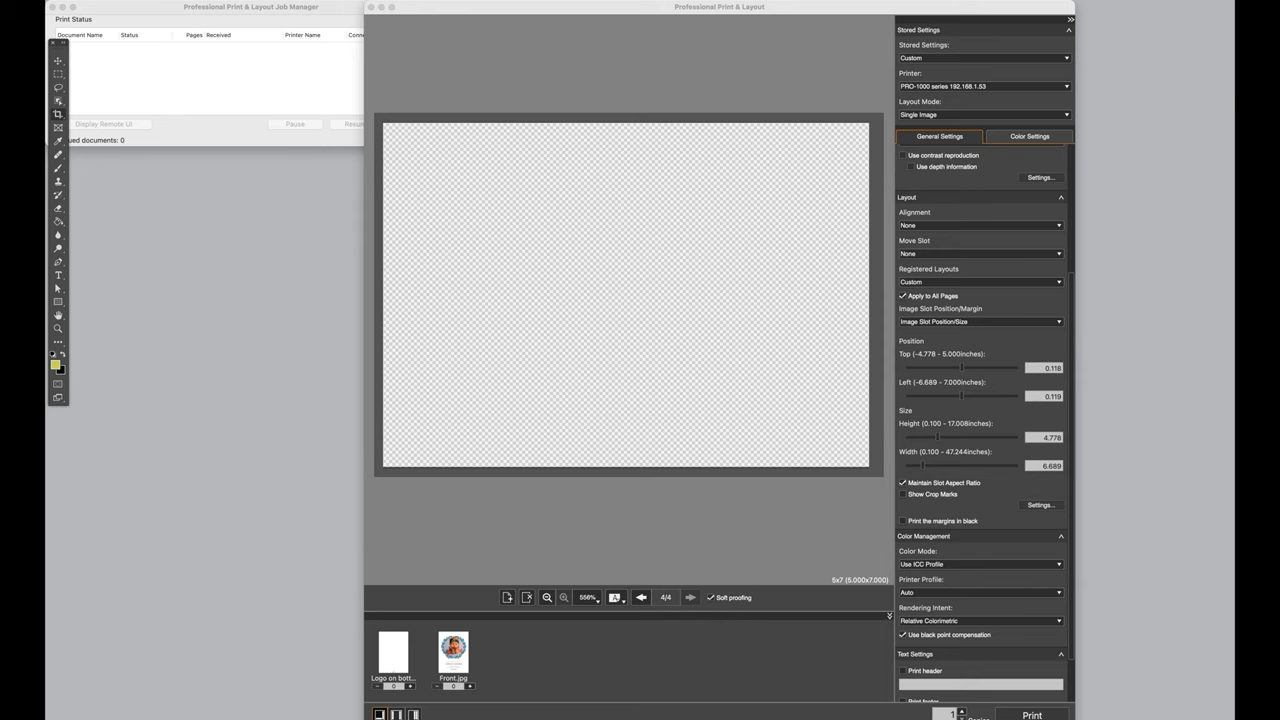 Professional Print & Layout Job Manager
Print Status
Document Name Status Pages Received Printer Name Conne
Display Remote UI Pause Resum
ued documents: 0
Professional Print & Layout
Stored Settings
Stored Settings:
Custom
Printer:
PRO-1000 series 192.168.1.53
Layout Mode:
Single Image
General Settings Color Settings
Use contrast reproduction
Use depth information
Settings...
Layout
Alignment
None
Move Slot
None
Registered Layouts
Custom
Apply to All Pages
Image Slot Position/Margin
Image Slot Position/Size
Position
Top (-4.778 - 5.000inches):
0.118
Left (-6.689 - 7.000inches):
0.119
Size
Height (0.100 - 17.008inches):
4.778
Width (0.100 - 47.244inches):
6.689
Maintain Slot Aspect Ratio
Show Crop Marks
Settings...
Print the margins in black
Color Management
Color Mode:
Use ICC Profile
Printer Profile:
Auto
Rendering Intent:
Relative Colorimetric
Use black point compensation
Text Settings
Print header
5x7 (5.000x7.000)
556% A 4/4 Soft proofing
Logo on bott... Front.jpg
0 0
1 Print